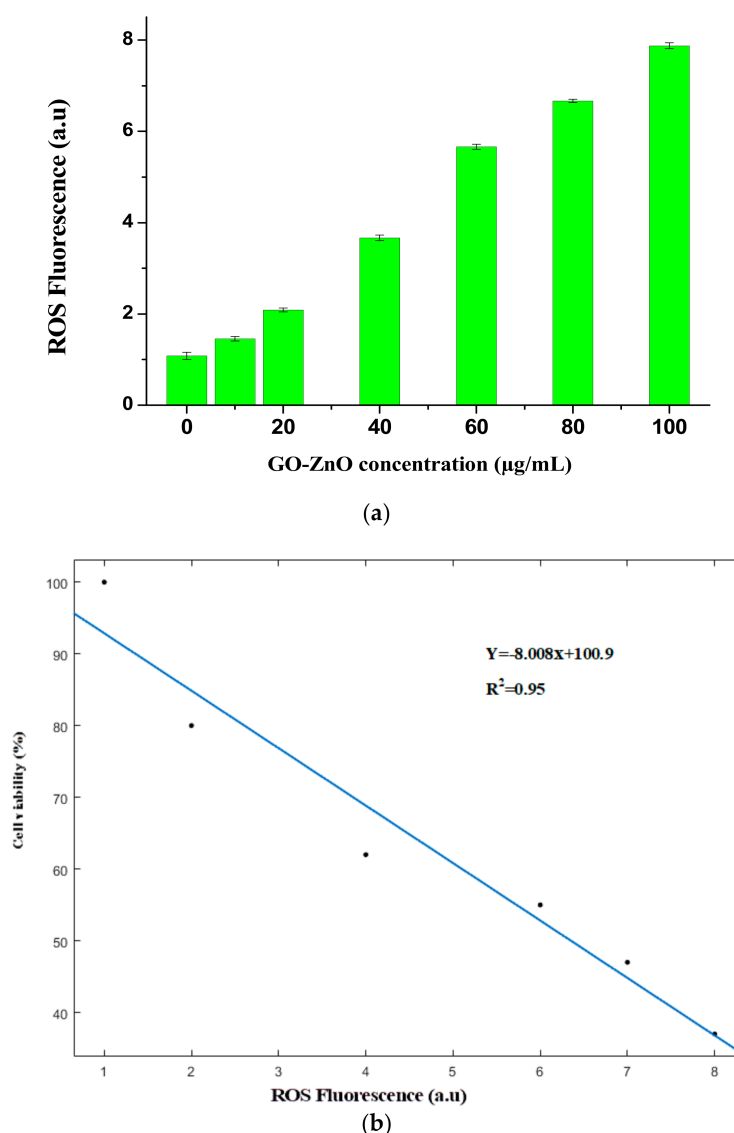 8
6
4
2
0
ROS Fluorescence (a.u)
0 20 40 60 80 100
GO-ZnO concentration (µg/mL)
(a)
100
90
80
70
60
50
40
Cell viability (%)
Y=-8.008x+100.9
R²=0.95
1 2 3 4 5 6 7 8
ROS Fluorescence (a.u)
(b)